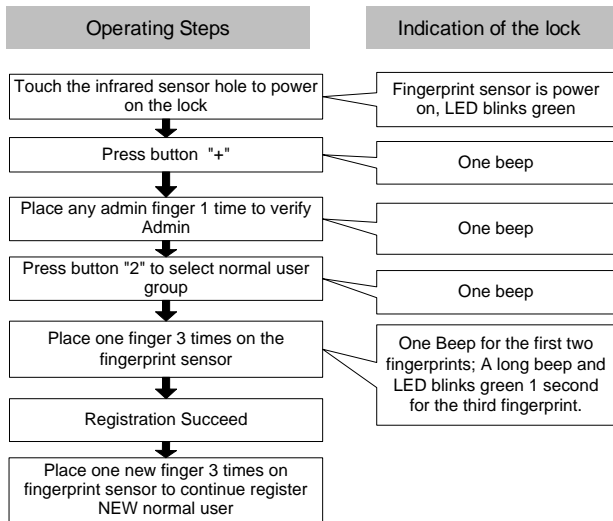 Operating Steps
Indication of the lock
Touch the infrared sensor hole to power
on the lock
Fingerprint sensor is power
on, LED blinks green
Press button "+"
One beep
Place any admin finger 1 time to verify
Admin
One beep
Press button "2" to select normal user
group
One beep
Place one finger 3 times on the
fingerprint sensor
One Beep for the first two
fingerprints; A long beep and
LED blinks green 1 second
for the third fingerprint.
Registration Succeed
Place one new finger 3 times on
fingerprint sensor to continue register
NEW normal user